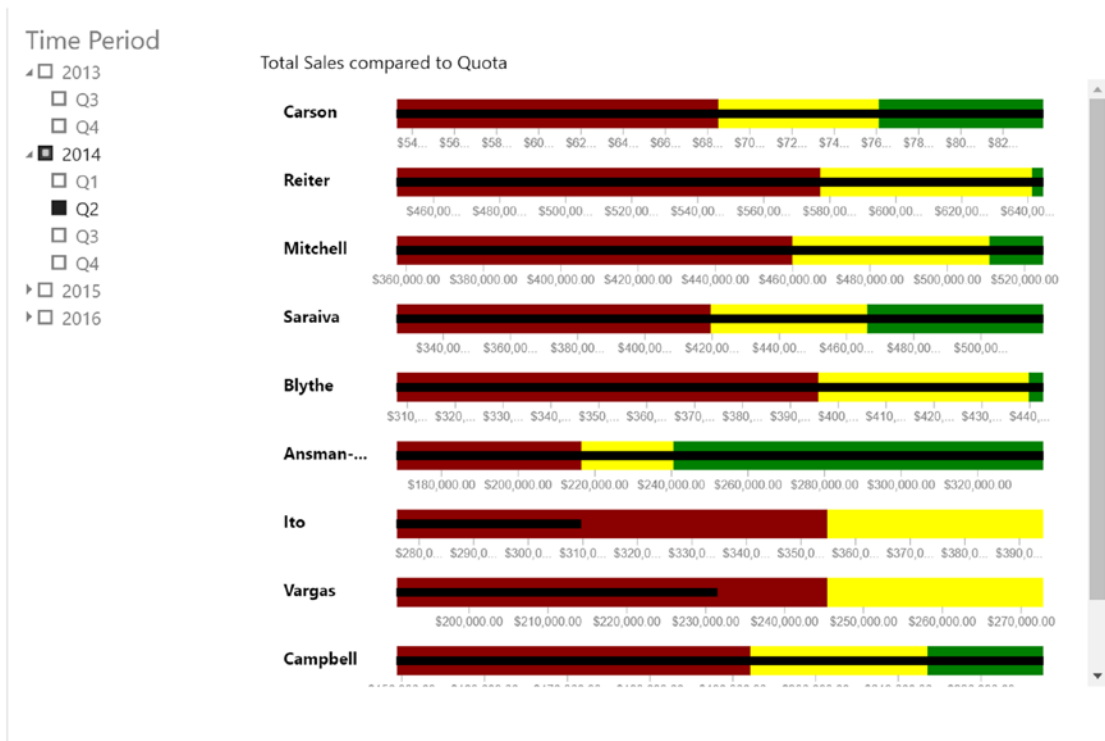 Time Period
2013
Q3
Q4
2014
Q1
Q2
Q3
Q4
2015
2016
Total Sales compared to Quota
Carson
$54... $56... $58... $60... $62... $64... $66... $68... $70... $72... $74... $76... $78... $80... $82...
Reiter
$460,00... $480,00... $500,00... $520,00... $540,00... $560,00... $580,00... $600,00... $620,00... $640,00...
Mitchell
$360,000.00 $380,000.00 $400,000.00 $420,000.00 $440,000.00 $460,000.00 $480,000.00 $500,000.00 $520,000.00
Saraiva
$340,00... $360,00... $380,00... $400,00... $420,00... $440,00... $460,00... $480,00... $500,00...
Blythe
$310,... $320,... $330,... $340,... $350,... $360,... $370,... $380,... $390,... $400,... $410,... $420,... $430,... $440,...
Ansman-...
$180,000.00 $200,000.00 $220,000.00 $240,000.00 $260,000.00 $280,000.00 $300,000.00 $320,000.00
Ito
$280,0... $290,0... $300,0... $310,0... $320,0... $330,0... $340,0... $350,0... $360,0... $370,0... $380,0... $390,0...
Vargas
$200,000.00 $210,000.00 $220,000.00 $230,000.00 $240,000.00 $250,000.00 $260,000.00 $270,000.00
Campbell